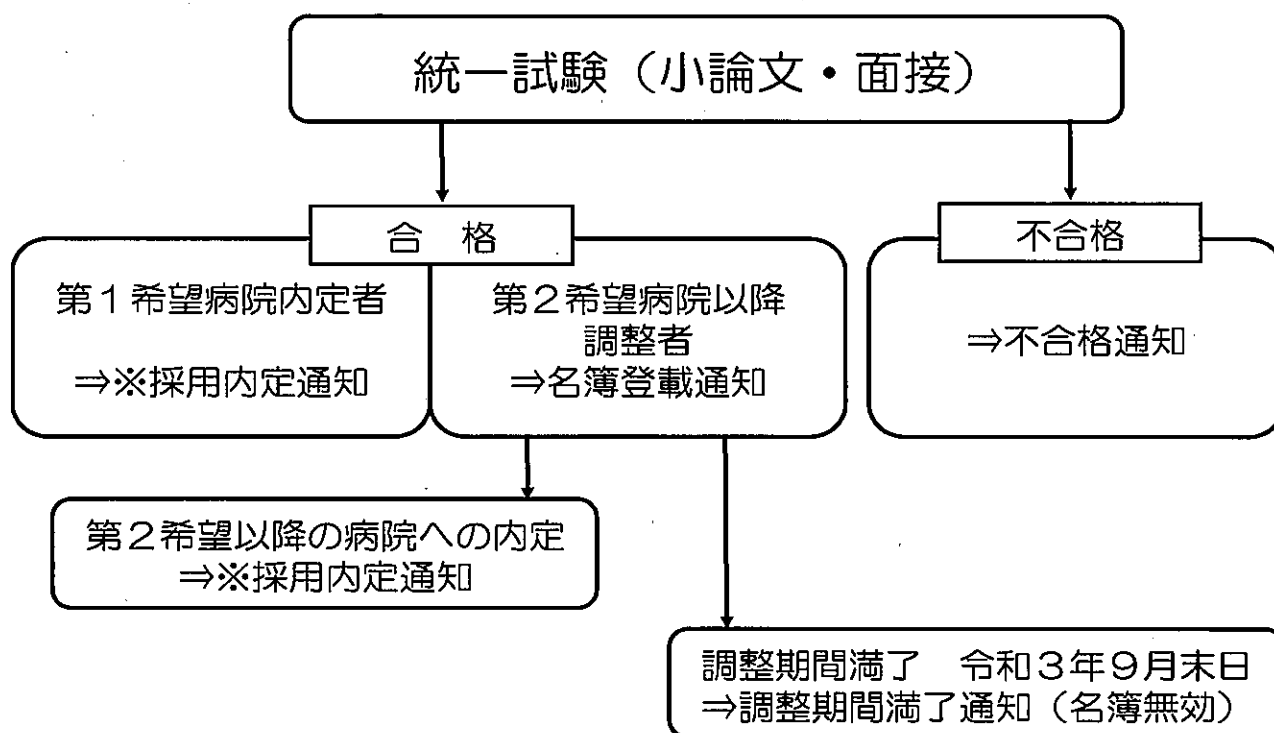 統一試験（小論文・面接）
合　格
不合格
第１希望病院内定者
⇒※採用内定通知
第２希望病院以降
調整者
⇒名簿登載通知
⇒不合格通知
第２希望以降の病院への内定
⇒※採用内定通知
調整期間満了　令和３年９月末日
⇒調整期間満了通知（名簿無効）